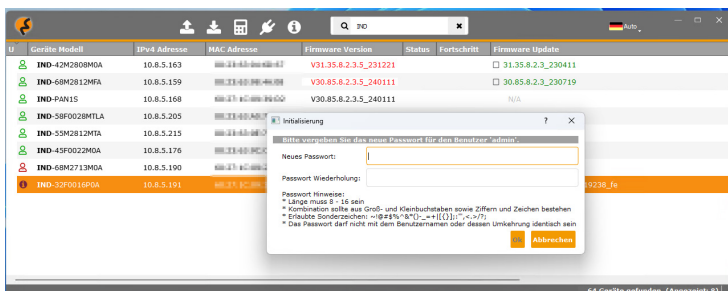 IND
Auto
U Geräte Modell IPv4 Adresse MAC Adresse Firmware Version Status Fortschritt Firmware Update
IND-42M2808M0A 10.8.5.163 V31.35.8.2.3.5_231221 31.35.8.2.3_230411
IND-68M2812MFA 10.8.5.159 V30.85.8.2.3.5_240111 30.85.8.2.3_230719
IND-PAN1S 10.8.5.168 V30.85.8.2.3.5_240111 N/A
IND-58F0028MTLA 10.8.5.205
IND-55M2812MTA 10.8.5.215
IND-45F0022M0A 10.8.5.176
IND-68M2713M0A 10.8.5.190
IND-32F0016P0A 10.8.5.191 19238_fe
Initialisierung ?
Bitte vergeben Sie das neue Passwort für den Benutzer 'admin'.
Neues Passwort:
Passwort Wiederholung:
Passwort Hinweise:
* Länge muss 8 - 16 sein
* Kombination sollte aus Groß- und Kleinbuchstaben sowie Ziffern und Zeichen bestehen
* Erlaubte Sonderzeichen: ~!@#$%^&*()-_=+|[{}];:'",<.>/?;
* Das Passwort darf nicht mit dem Benutzernamen oder dessen Umkehrung identisch sein
Ok Abbrechen
64 Geräte gefunden (Angezeigt: 8)